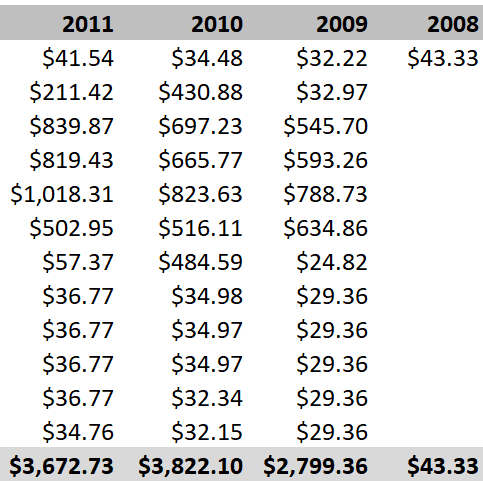 2011 2010 2009 2008
$41.54 $34.48 $32.22 $43.33
$211.42 $430.88 $32.97
$839.87 $697.23 $545.70
$819.43 $665.77 $593.26
$1,018.31 $823.63 $788.73
$502.95 $516.11 $634.86
$57.37 $484.59 $24.82
$36.77 $34.98 $29.36
$36.77 $34.97 $29.36
$36.77 $34.97 $29.36
$36.77 $32.34 $29.36
$34.76 $32.15 $29.36
$3,672.73 $3,822.10 $2,799.36 $43.33